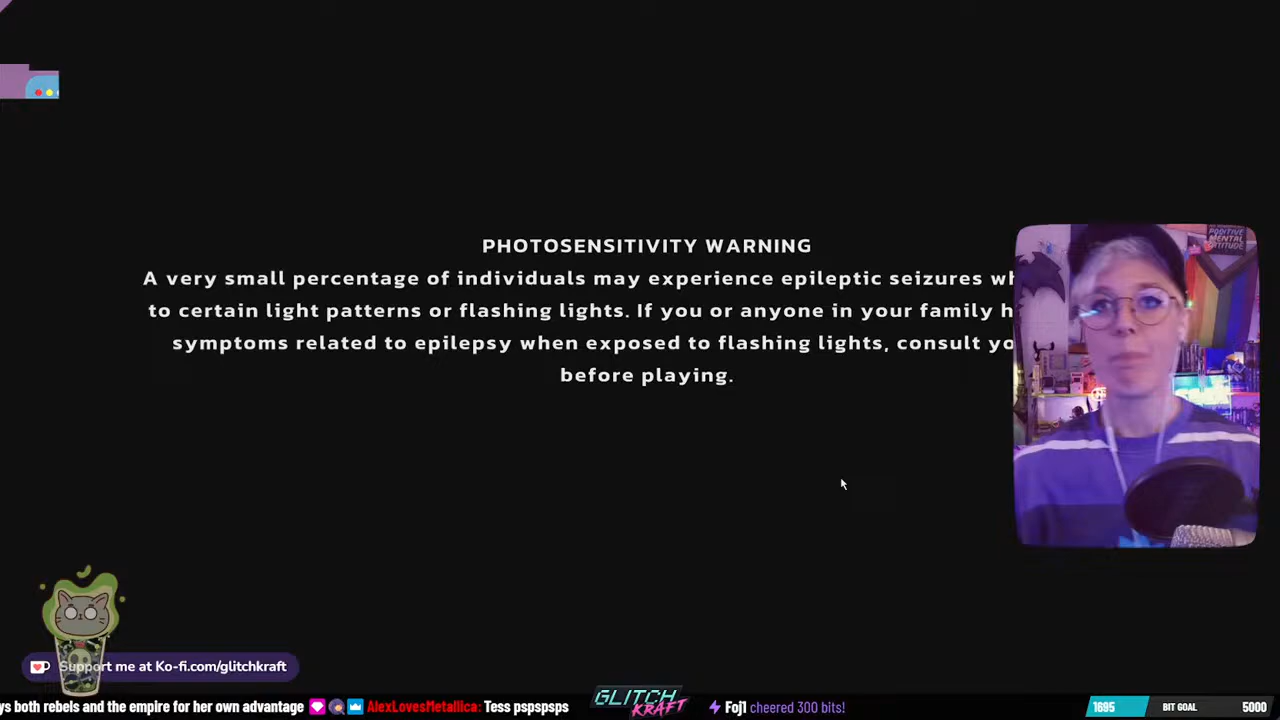 PHOTOSENSITIVITY WARNING
A very small percentage of individuals may experience epileptic seizures wh
to certain light patterns or flashing lights. If you or anyone in your family h
symptoms related to epilepsy when exposed to flashing lights, consult yo
before playing.
POSITIVE
MENTAL
ATTITUDE
Support me at Ko-fi.com/glitchkraft
ys both rebels and the empire for her own advantage AlexLovesMetallica: Tess pspspsps
GLITCH
KRAFT
Foj1 cheered 300 bits!
1695 BIT GOAL 5000